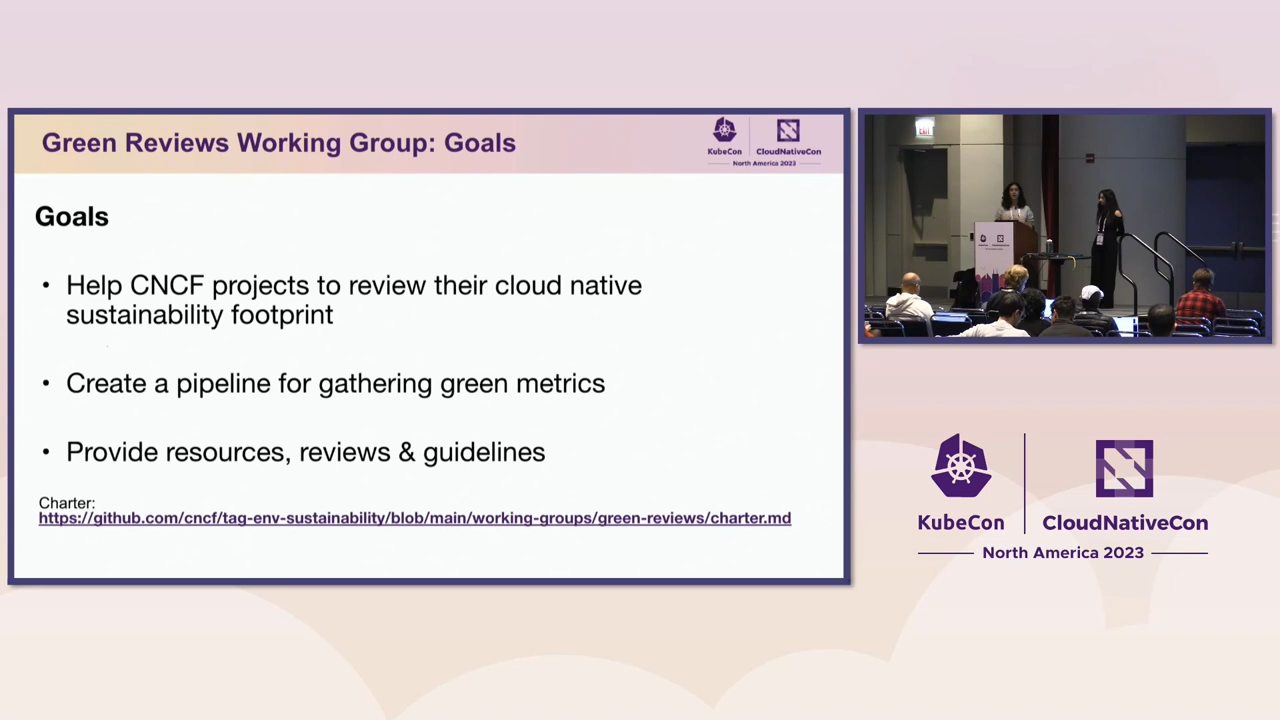 Green Reviews Working Group: Goals
KubeCon
CloudNativeCon
North America 2023
Goals
• Help CNCF projects to review their cloud native
sustainability footprint
• Create a pipeline for gathering green metrics
• Provide resources, reviews & guidelines
Charter:
https://github.com/cncf/tag-env-sustainability/blob/main/working-groups/green-reviews/charter.md
EXIT
KubeCon
CloudNativeCon
North America 2023